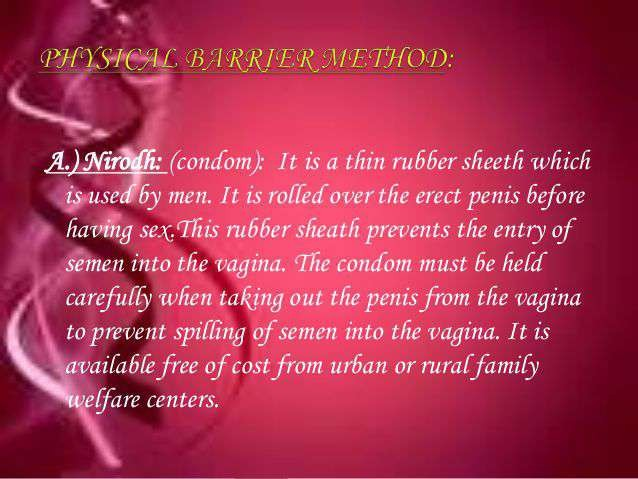 PHYSICAL BARRIER METHOD:
A.) Nirodh: (condom): It is a thin rubber sheeth which
is used by men. It is rolled over the erect penis before
having sex.This rubber sheath prevents the entry of
semen into the vagina. The condom must be held
carefully when taking out the penis from the vagina
to prevent spilling of semen into the vagina. It is
available free of cost from urban or rural family
welfare centers.